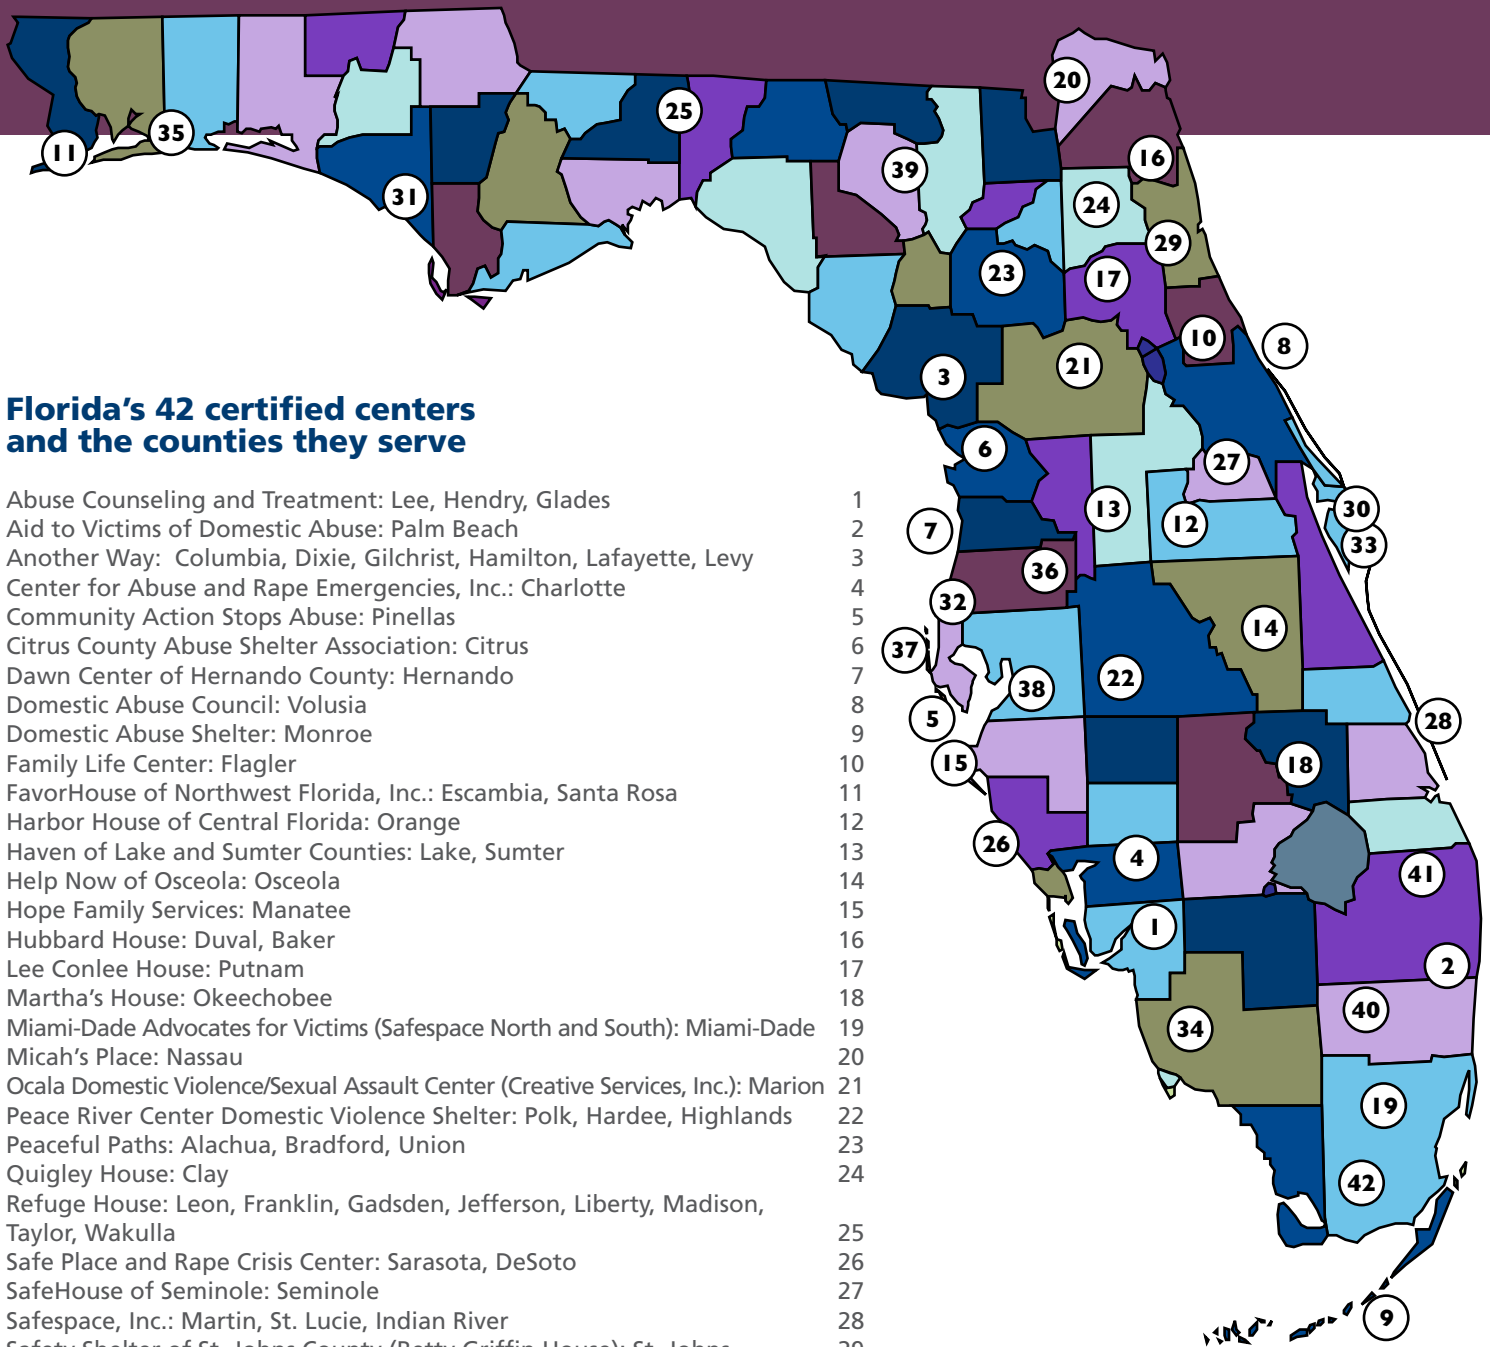 Florida's 42 certified centers
and the counties they serve
Abuse Counseling and Treatment: Lee, Hendry, Glades 1
Aid to Victims of Domestic Abuse: Palm Beach 2
Another Way: Columbia, Dixie, Gilchrist, Hamilton, Lafayette, Levy 3
Center for Abuse and Rape Emergencies, Inc.: Charlotte 4
Community Action Stops Abuse: Pinellas 5
Citrus County Abuse Shelter Association: Citrus 6
Dawn Center of Hernando County: Hernando 7
Domestic Abuse Council: Volusia 8
Domestic Abuse Shelter: Monroe 9
Family Life Center: Flagler 10
FavorHouse of Northwest Florida, Inc.: Escambia, Santa Rosa 11
Harbor House of Central Florida: Orange 12
Haven of Lake and Sumter Counties: Lake, Sumter 13
Help Now of Osceola: Osceola 14
Hope Family Services: Manatee 15
Hubbard House: Duval, Baker 16
Lee Conlee House: Putnam 17
Martha's House: Okeechobee 18
Miami-Dade Advocates for Victims (Safespace North and South): Miami-Dade 19
Micah's Place: Nassau 20
Ocala Domestic Violence/Sexual Assault Center (Creative Services, Inc.): Marion 21
Peace River Center Domestic Violence Shelter: Polk, Hardee, Highlands 22
Peaceful Paths: Alachua, Bradford, Union 23
Quigley House: Clay 24
Refuge House: Leon, Franklin, Gadsden, Jefferson, Liberty, Madison,
Taylor, Wakulla 25
Safe Place and Rape Crisis Center: Sarasota, DeSoto 26
SafeHouse of Seminole: Seminole 27
Safespace, Inc.: Martin, St. Lucie, Indian River 28
Safety Shelter of St. Johns County (Betty Griffin House): St. Johns 29
20
25
35
11
16
39
31
24
29
23
17
10
8
21
3
6
27
13
30
12
7
33
36
32
14
37
22
38
5
28
15
18
26
4
41
1
2
40
34
19
42
9